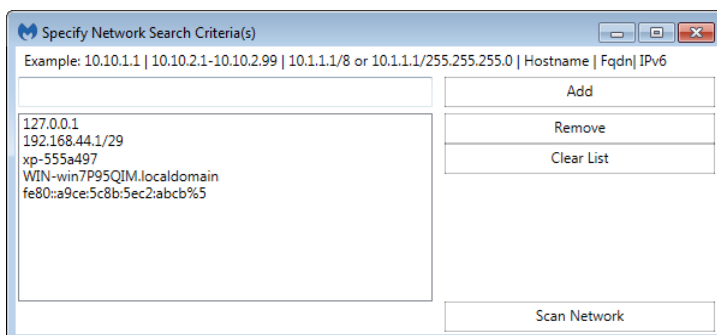 Specify Network Search Criteria(s)
Example: 10.10.1.1 | 10.10.2.1-10.10.2.99 | 10.1.1.1/8 or 10.1.1.1/255.255.255.0 | Hostname | Fqdn| IPv6
Add
127.0.0.1
192.168.44.1/29
xp-555a497
WIN-win7P95QIM.localdomain
fe80::a9ce:5c8b:5ec2:abcb%5
Remove
Clear List
Scan Network